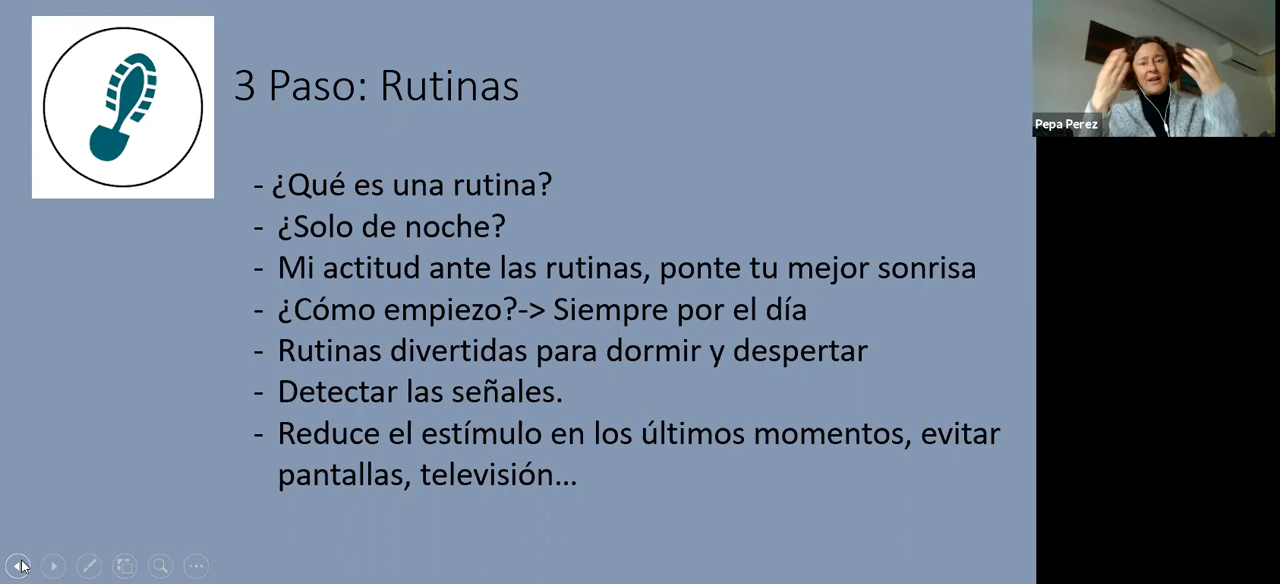 3 Paso: Rutinas
Pepa Perez
- ¿Qué es una rutina?
- ¿Solo de noche?
- Mi actitud ante las rutinas, ponte tu mejor sonrisa
- ¿Cómo empiezo?-> Siempre por el día
- Rutinas divertidas para dormir y despertar
- Detectar las señales.
- Reduce el estímulo en los últimos momentos, evitar
pantallas, televisión...